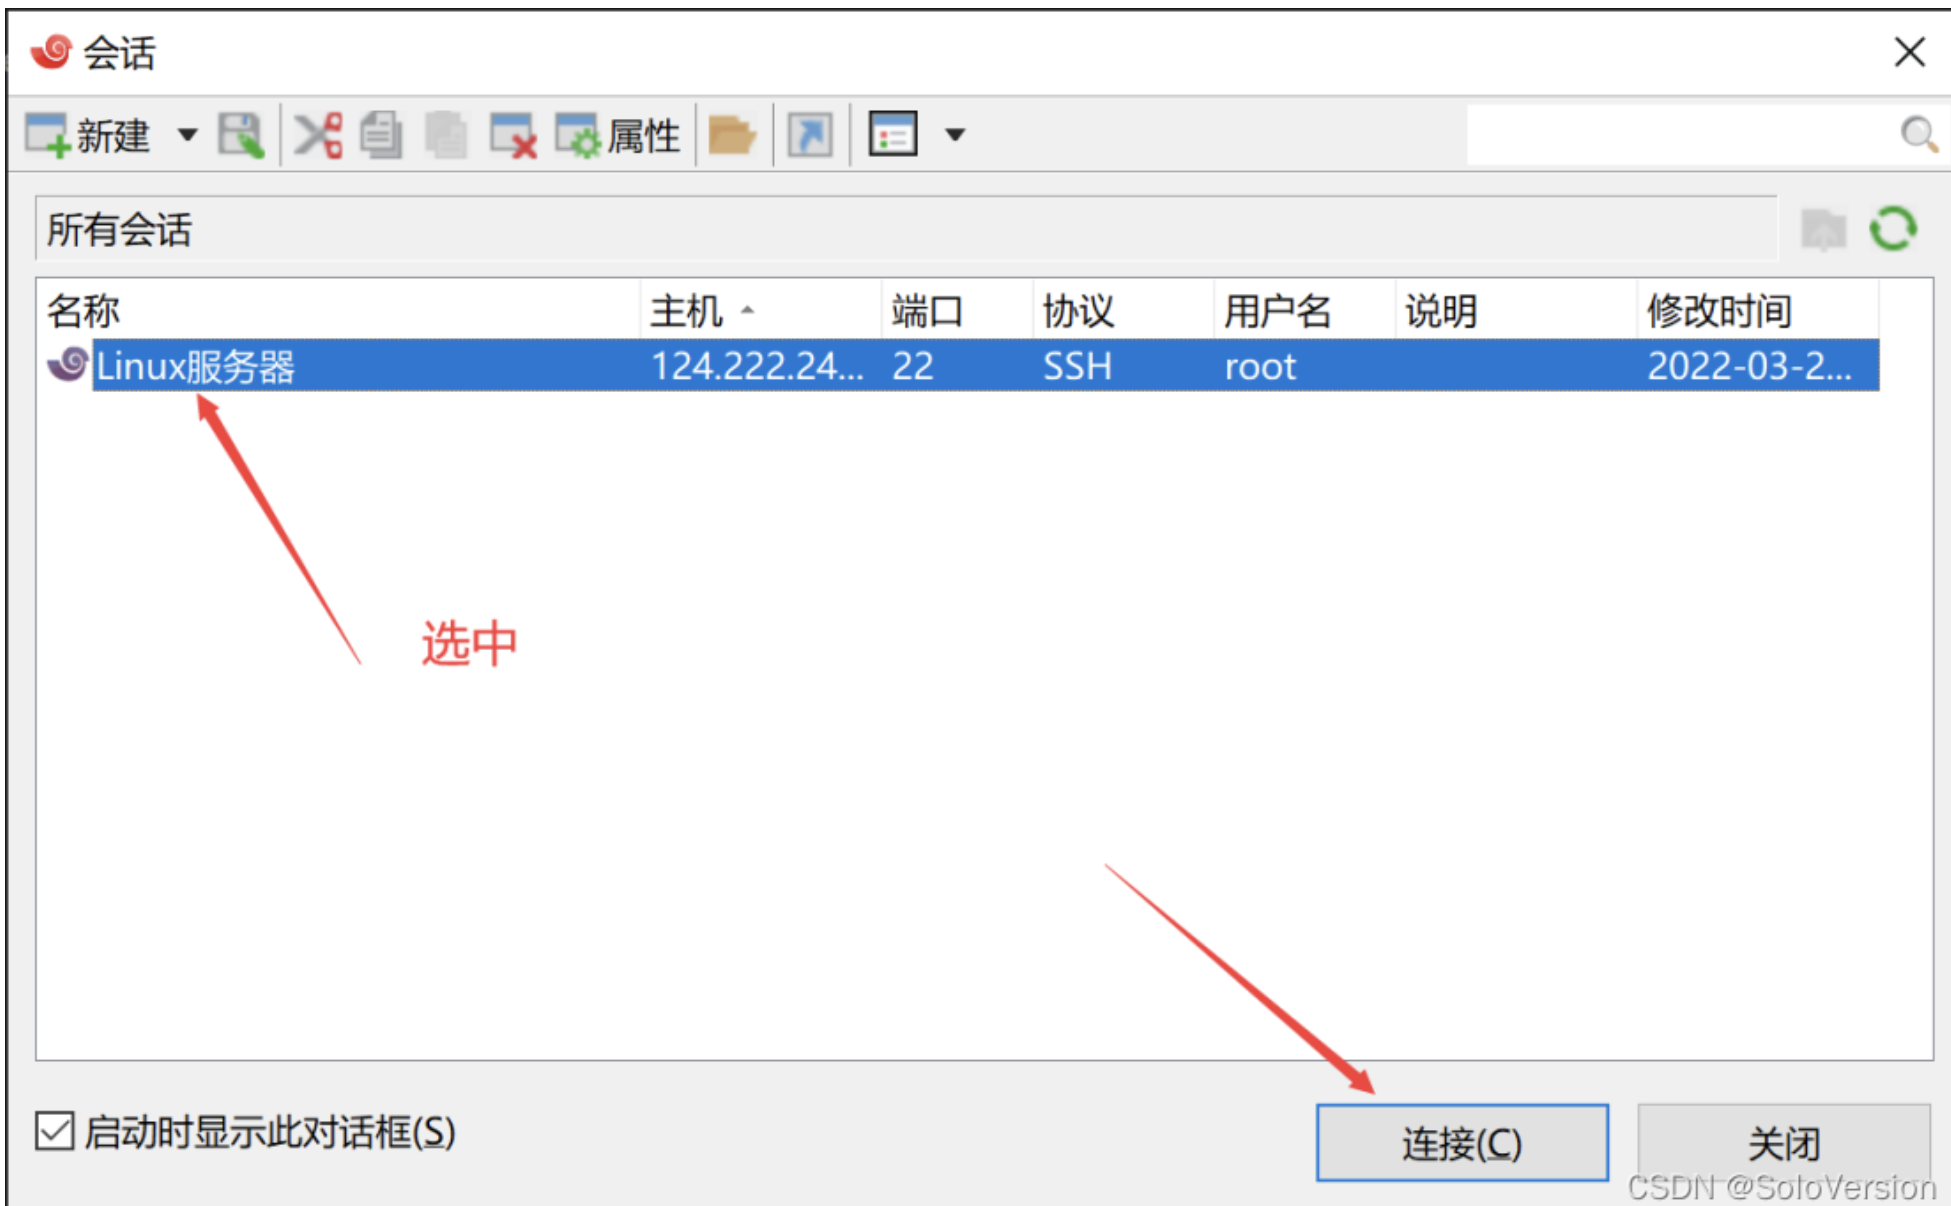 会话
新建 属性
所有会话
名称 主机 端口 协议 用户名 说明 修改时间
Linux服务器 124.222.24... 22 SSH root 2022-03-2...
选中
启动时显示此对话框(S) 连接(C) 关闭
CSDN @SoloVersion